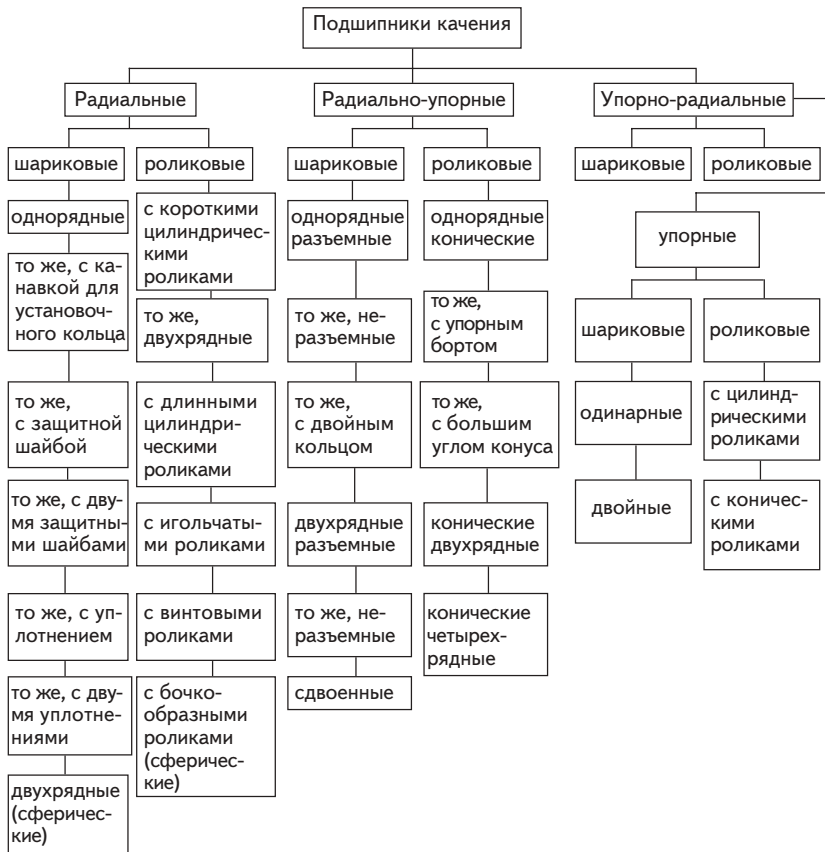 Подшипники качения
Радиальные
Радиально-упорные
Упорно-радиальные
шариковые
роликовые
шариковые
роликовые
шариковые
роликовые
однорядные
то же, с ка-
навкой для
установоч-
ного кольца
то же,
с защитной
шайбой
то же, с дву-
мя защитны-
ми шайбами
то же, с уп-
лотнением
то же, с дву-
мя уплотне-
ниями
двухрядные
(сферичес-
кие)
с короткими
цилиндричес-
кими
роликами
то же,
двухрядные
с длинными
цилиндри-
ческими
роликами
с игольчаты-
ми роликами
с винтовыми
роликами
с бочко-
образными
роликами
(сферичес-
кие)
однорядные
разъемные
то же, не-
разъемные
то же,
с двойным
кольцом
двухрядные
разъемные
то же, не-
разъемные
сдвоенные
однорядные
конические
то же,
с упорным
бортом
то же,
с большим
углом конуса
конические
двухрядные
конические
четырех-
рядные
упорные
шариковые
роликовые
одинарные
двойные
с цилинд-
рическими
роликами
с коничес-
кими
роликами